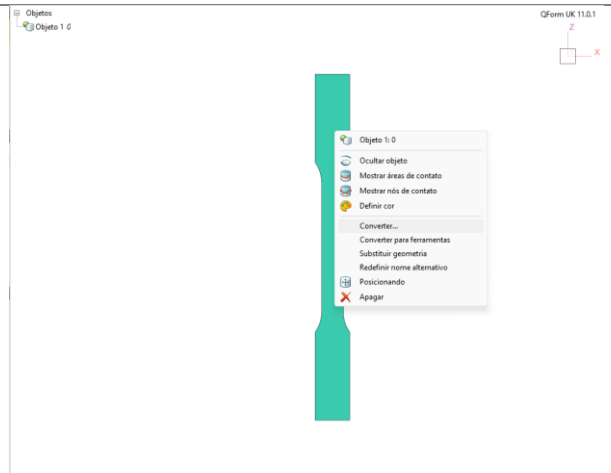 Objetos
Objeto 1
QForm UK 11.0.1
Z
X
Objeto 1: 0
Ocultar objeto
Mostrar áreas de contato
Mostrar nós de contato
Definir cor
Converter...
Converter para ferramentas
Substituir geometria
Redefinir nome alternativo
Posicionando
Apagar